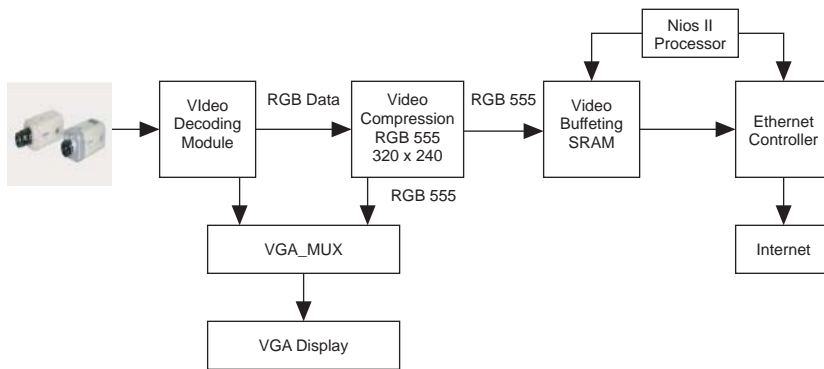 Nios II
Processor
VIdeo
Decoding
Module
RGB Data
Video
Compression
RGB 555
320 x 240
RGB 555
Video
Buffeting
SRAM
Ethernet
Controller
RGB 555
VGA_MUX
Internet
VGA Display